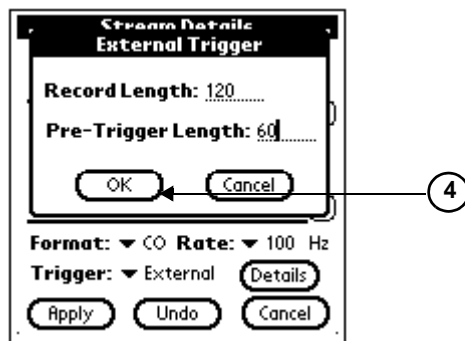 Stream Details
External Trigger
Record Length: 120
Pre-Trigger Length: 60
OK Cancel
4
Format: CO Rate: 100 Hz
Trigger: External Details
Apply Undo Cancel